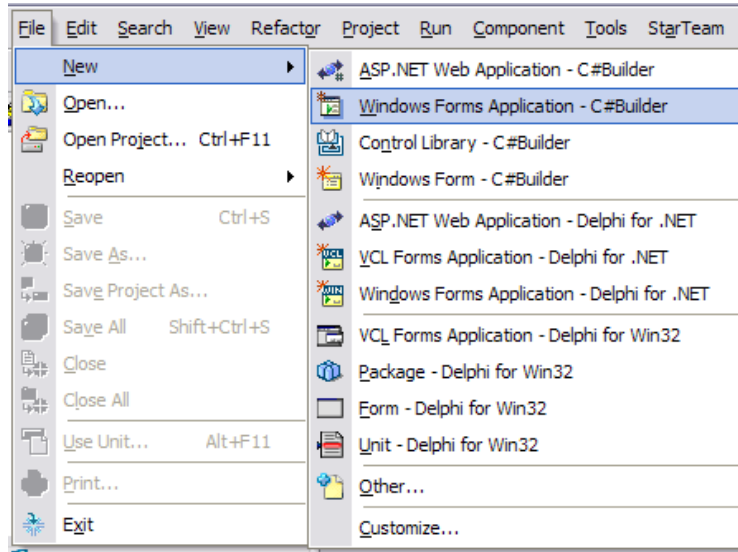 File Edit Search View Refactor Project Run Component Tools StarTeam
New
Open...
Open Project... Ctrl+F11
Reopen
Save Ctrl+S
Save As...
Save Project As...
Save All Shift+Ctrl+S
Close
Close All
Use Unit... Alt+F11
Print...
Exit
ASP.NET Web Application - C#Builder
Windows Forms Application - C#Builder
Control Library - C#Builder
Windows Form - C#Builder
ASP.NET Web Application - Delphi for .NET
VCL Forms Application - Delphi for .NET
Windows Forms Application - Delphi for .NET
VCL Forms Application - Delphi for Win32
Package - Delphi for Win32
Form - Delphi for Win32
Unit - Delphi for Win32
Other...
Customize...